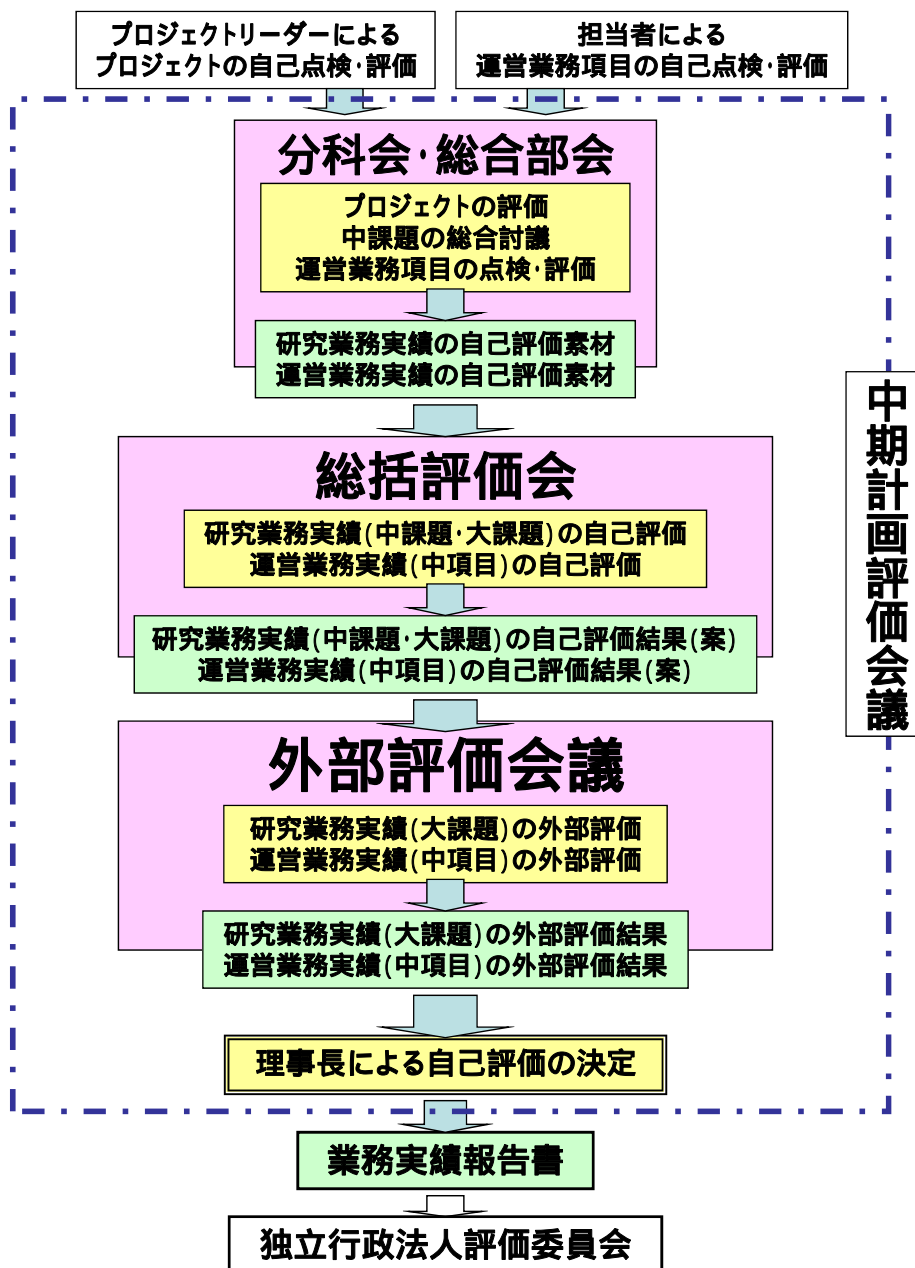 プロジェクトリーダーによる
プロジェクトの自己点検･評価
担当者による
運営業務項目の自己点検･評価
分科会･総合部会
プロジェクトの評価
中課題の総合討議
運営業務項目の点検･評価
研究業務実績の自己評価素材
運営業務実績の自己評価素材
中期計画評価会議
総括評価会
研究業務実績(中課題･大課題)の自己評価
運営業務実績(中項目)の自己評価
研究業務実績(中課題･大課題)の自己評価結果(案)
運営業務実績(中項目)の自己評価結果(案)
外部評価会議
研究業務実績(大課題)の外部評価
運営業務実績(中項目)の外部評価
研究業務実績(大課題)の外部評価結果
運営業務実績(中項目)の外部評価結果
理事長による自己評価の決定
業務実績報告書
独立行政法人評価委員会